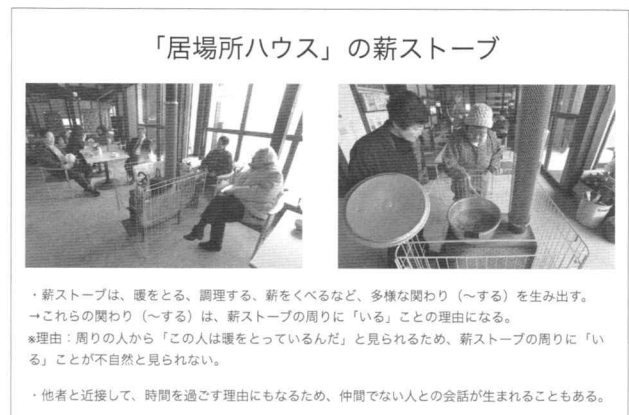 「居場所ハウス」の薪ストーブ
・薪ストーブは、暖をとる、調理する、薪をくべるなど、多様な関わり（〜する）を生み出す。
→これらの関わり（〜する）は、薪ストーブの周りに「いる」ことの理由になる。
※理由：周りの人から「この人は暖をとっているんだ」と見られるため、薪ストーブの周りに「い
る」ことが不自然と見られない。
・他者と近接して、時間を過ごす理由にもなるため、仲間でない人との会話が生まれることもある。